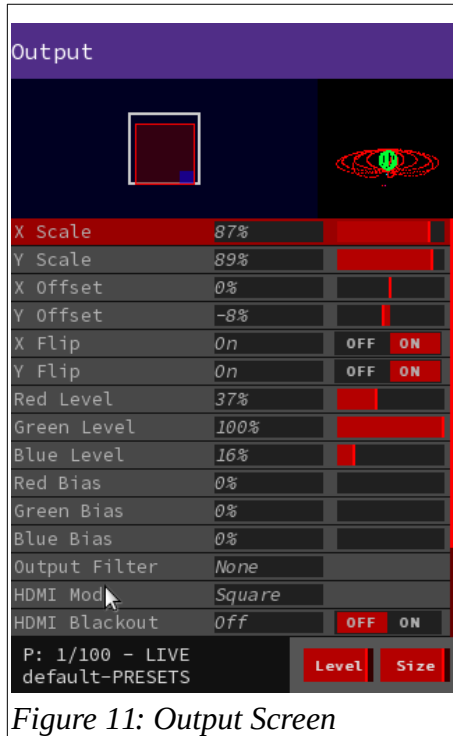 Output
X Scale 87%
Y Scale 89%
X Offset 0%
Y Offset -8%
X Flip On OFF ON
Y Flip On OFF ON
Red Level 37%
Green Level 100%
Blue Level 16%
Red Bias 0%
Green Bias 0%
Blue Bias 0%
Output Filter None
HDMI Mod Square
HDMI Blackout Off OFF ON
P: 1/100 - LIVE
default-PRESETS
Level Size
Figure 11: Output Screen